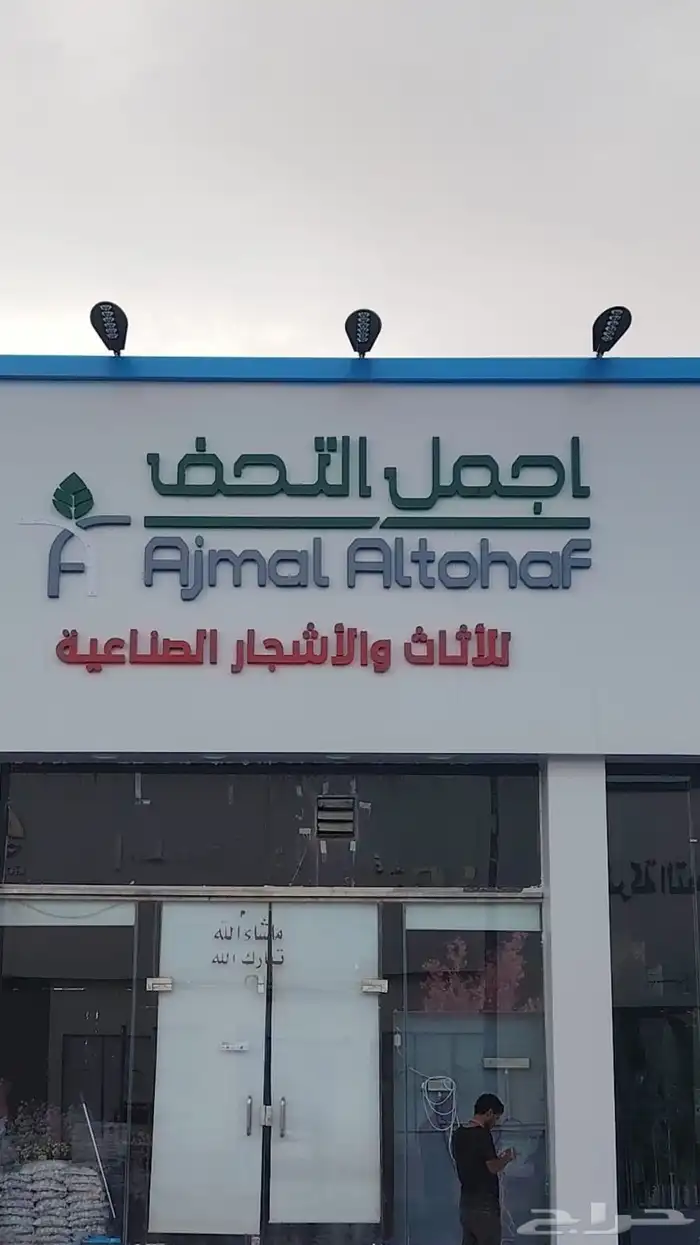 اجمل التحف
Ajmal Altohaf
للأثاث والأشجار الصناعية
ماشاء الله
تبارك الله
حراج